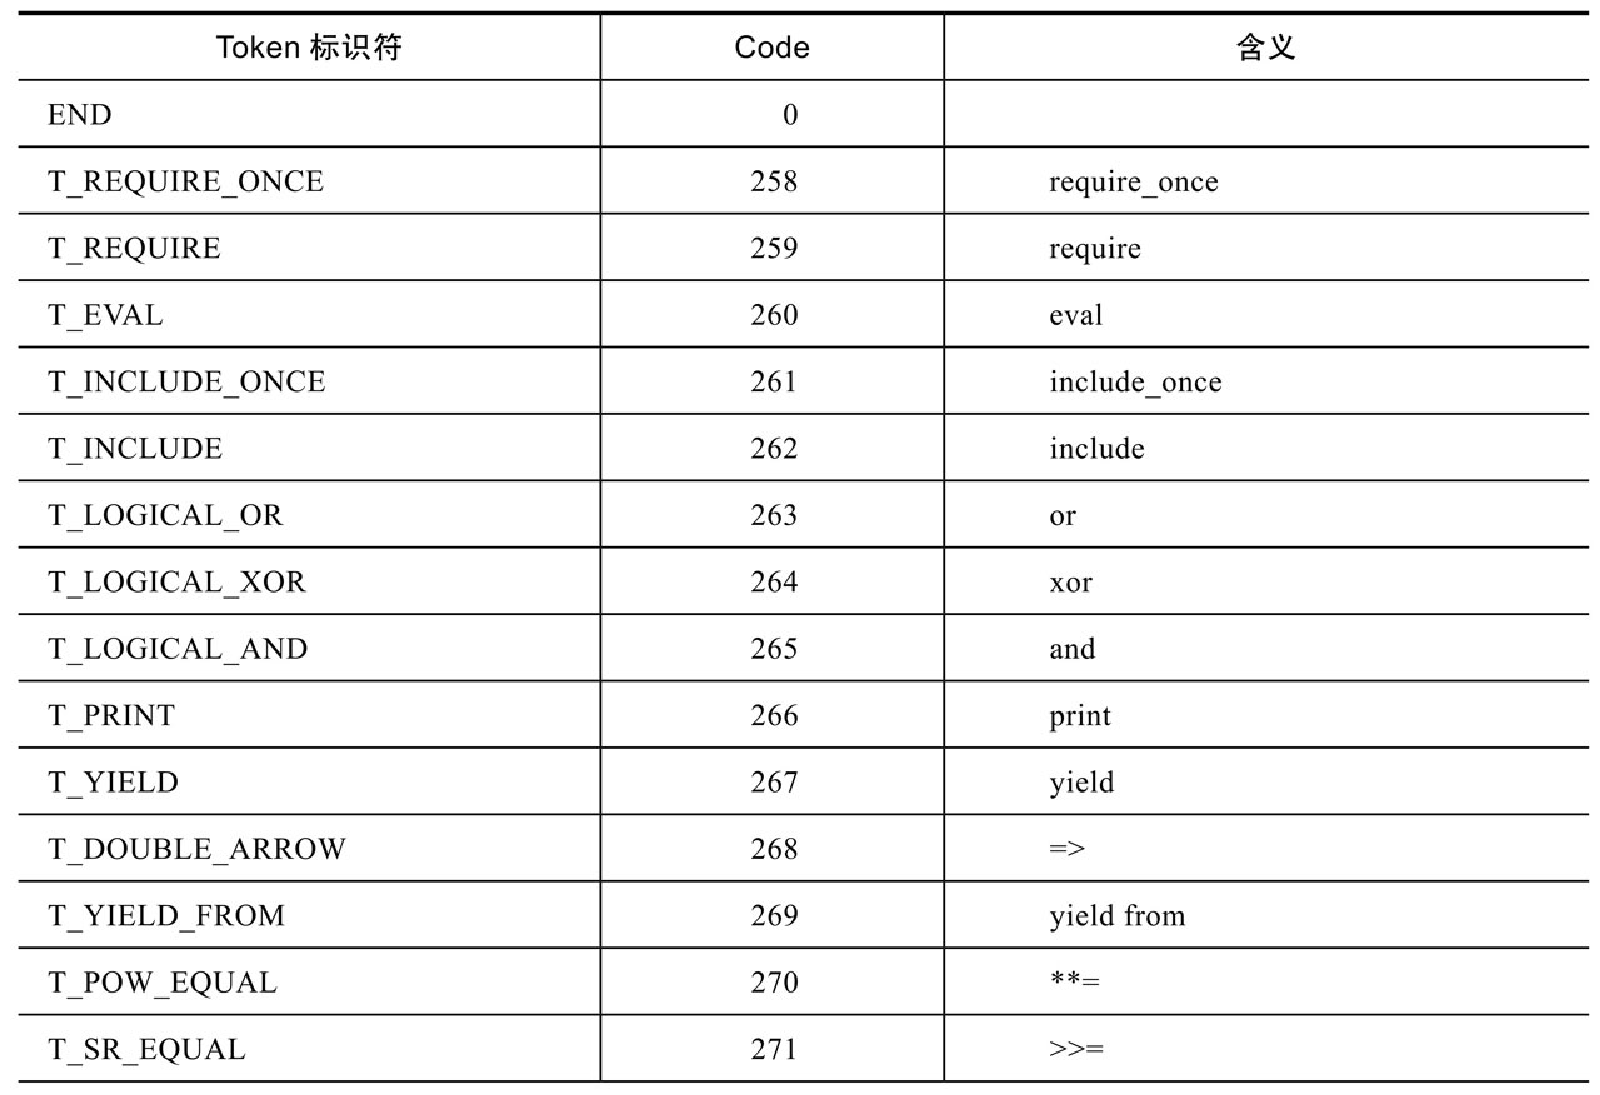 Token 标识符 Code 含义
END 0
T_REQUIRE_ONCE 258 require_once
T_REQUIRE 259 require
T_EVAL 260 eval
T_INCLUDE_ONCE 261 include_once
T_INCLUDE 262 include
T_LOGICAL_OR 263 or
T_LOGICAL_XOR 264 xor
T_LOGICAL_AND 265 and
T_PRINT 266 print
T_YIELD 267 yield
T_DOUBLE_ARROW 268 =>
T_YIELD_FROM 269 yield from
T_POW_EQUAL 270 **=
T_SR_EQUAL 271 >>=